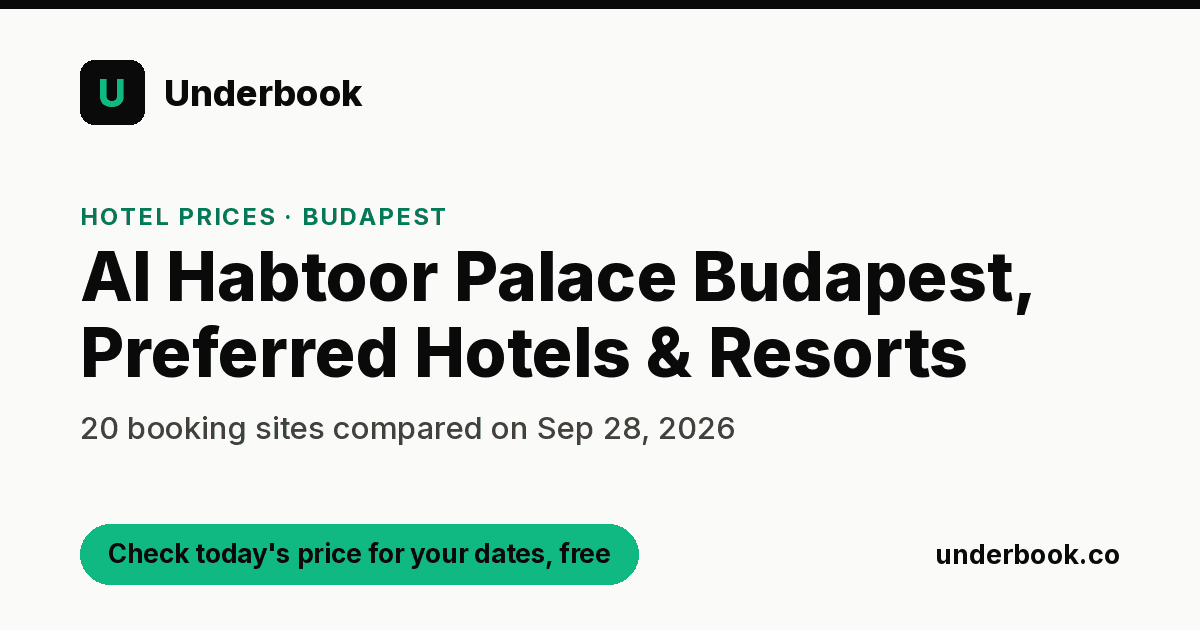 U
Underbook
HOTEL PRICES · BUDAPEST
Al Habtoor Palace Budapest,
Preferred Hotels & Resorts
20 booking sites compared on Sep 28, 2026
Check today's price for your dates, free
underbook.co